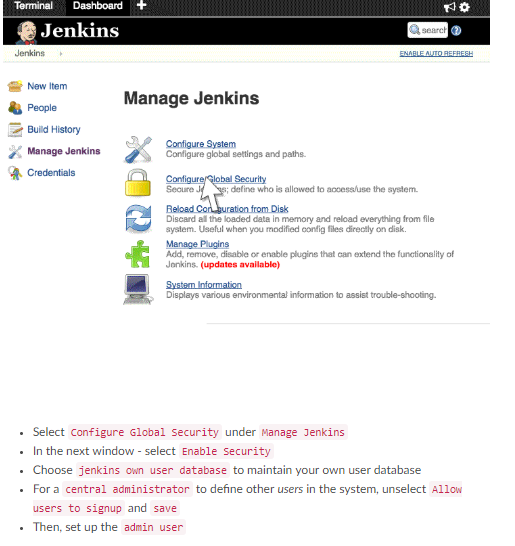 Terminal Dashboard +
Jenkins search
Jenkins › ENABLE AUTO REFRESH
New Item
People
Build History
Manage Jenkins
Credentials
Manage Jenkins
Configure System
Configure global settings and paths.
Configure Global Security
Secure Jenkins; define who is allowed to access/use the system.
Reload Configuration from Disk
Discard all the loaded data in memory and reload everything from file
system. Useful when you modified config files directly on disk.
Manage Plugins
Add, remove, disable or enable plugins that can extend the functionality of
Jenkins. (updates available)
System Information
Displays various environmental information to assist trouble-shooting.
• Select Configure Global Security under Manage Jenkins
• In the next window - select Enable Security
• Choose jenkins own user database to maintain your own user database
• For a central administrator to define other users in the system, unselect Allow
users to signup and save
• Then, set up the admin user